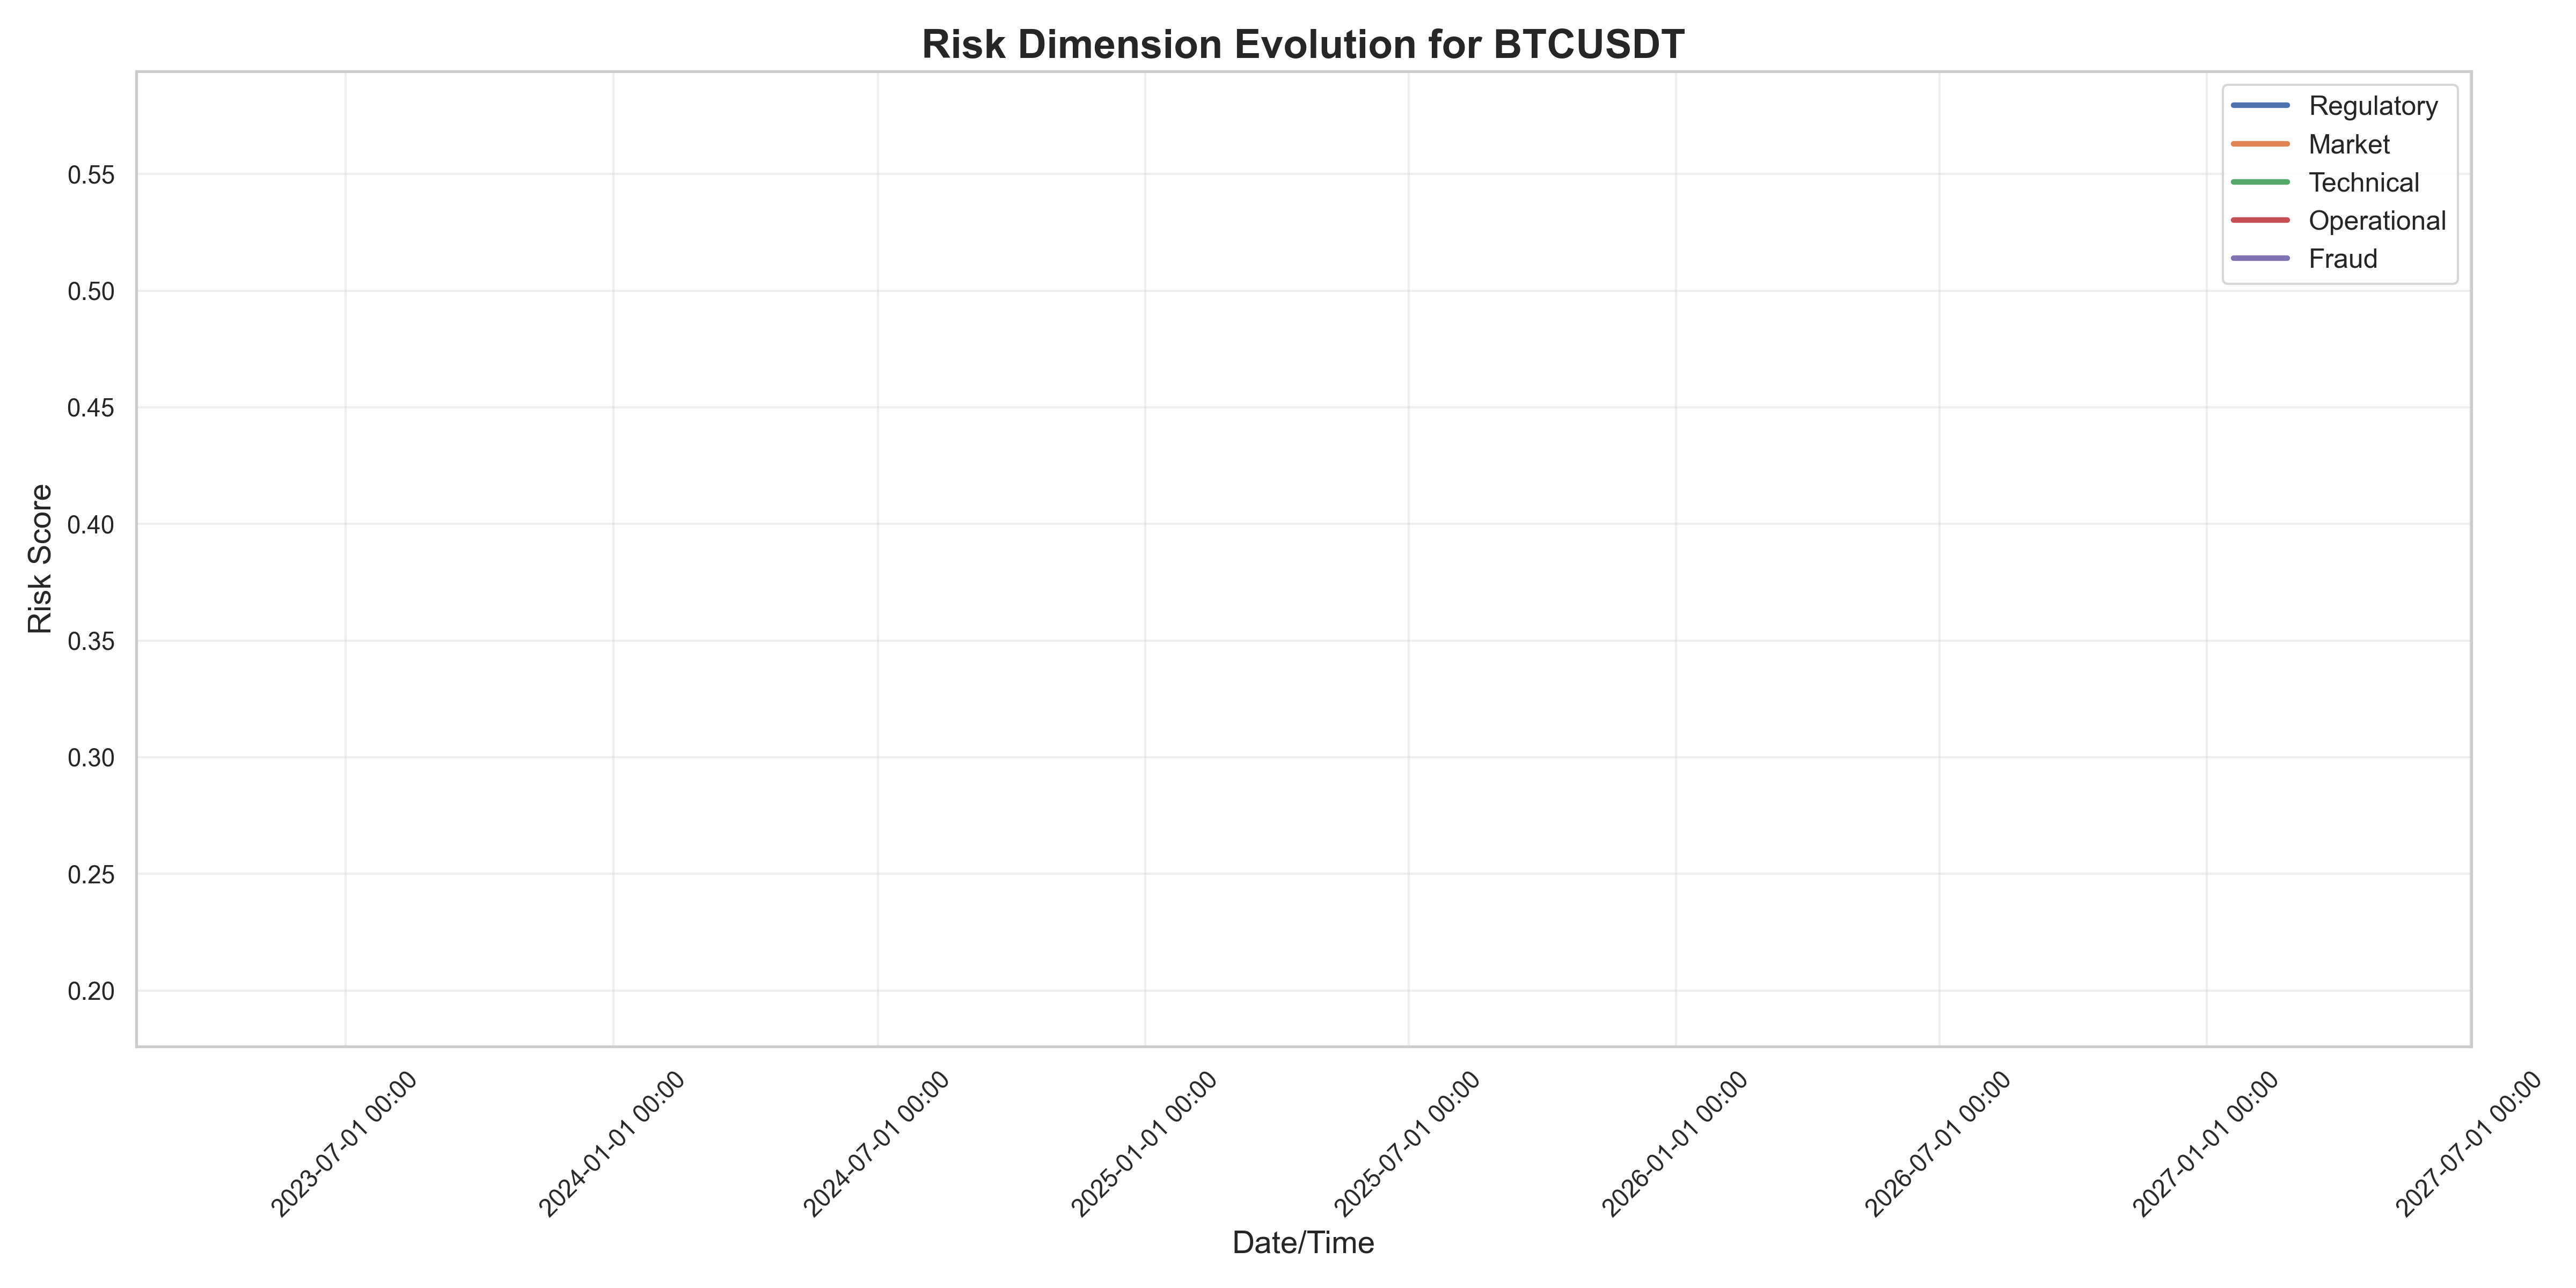 Risk Dimension Evolution for BTCUSDT
Regulatory
Market
Technical
Operational
Fraud
Risk Score
0.55
0.50
0.45
0.40
0.35
0.30
0.25
0.20
2023-07-01 00:00
2024-01-01 00:00
2024-07-01 00:00
2025-01-01 00:00
2025-07-01 00:00
2026-01-01 00:00
2026-07-01 00:00
2027-01-01 00:00
2027-07-01 00:00
Date/Time